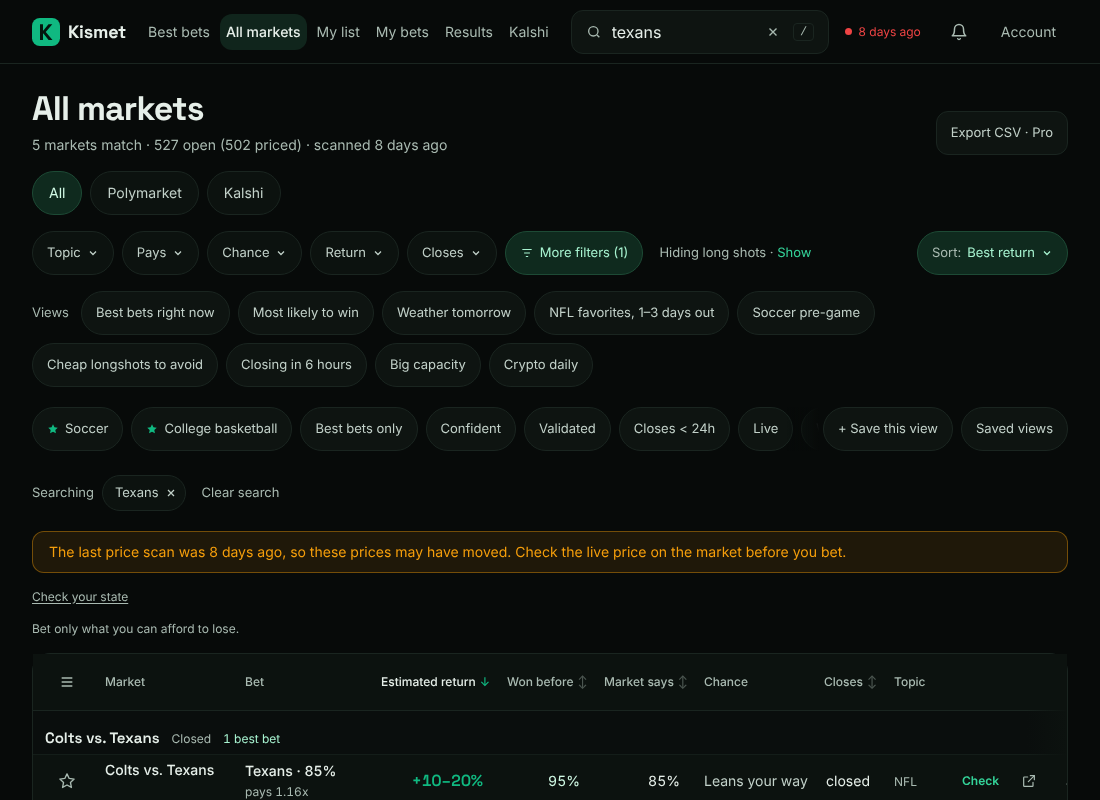 K Kismet Best bets All markets My list My bets Results Kalshi texans × / 8 days ago Account
All markets
5 markets match · 527 open (502 priced) · scanned 8 days ago
Export CSV · Pro
All Polymarket Kalshi
Topic Pays Chance Return Closes More filters (1) Hiding long shots · Show Sort: Best return
Views Best bets right now Most likely to win Weather tomorrow NFL favorites, 1–3 days out Soccer pre-game
Cheap longshots to avoid Closing in 6 hours Big capacity Crypto daily
Soccer College basketball Best bets only Confident Validated Closes < 24h Live + Save this view Saved views
Searching Texans × Clear search
The last price scan was 8 days ago, so these prices may have moved. Check the live price on the market before you bet.
Check your state
Bet only what you can afford to lose.
Market Bet Estimated return ↓ Won before Market says Chance Closes Topic
Colts vs. Texans Closed 1 best bet
Colts vs. Texans Texans · 85% +10–20% 95% 85% Leans your way closed NFL Check
pays 1.16x